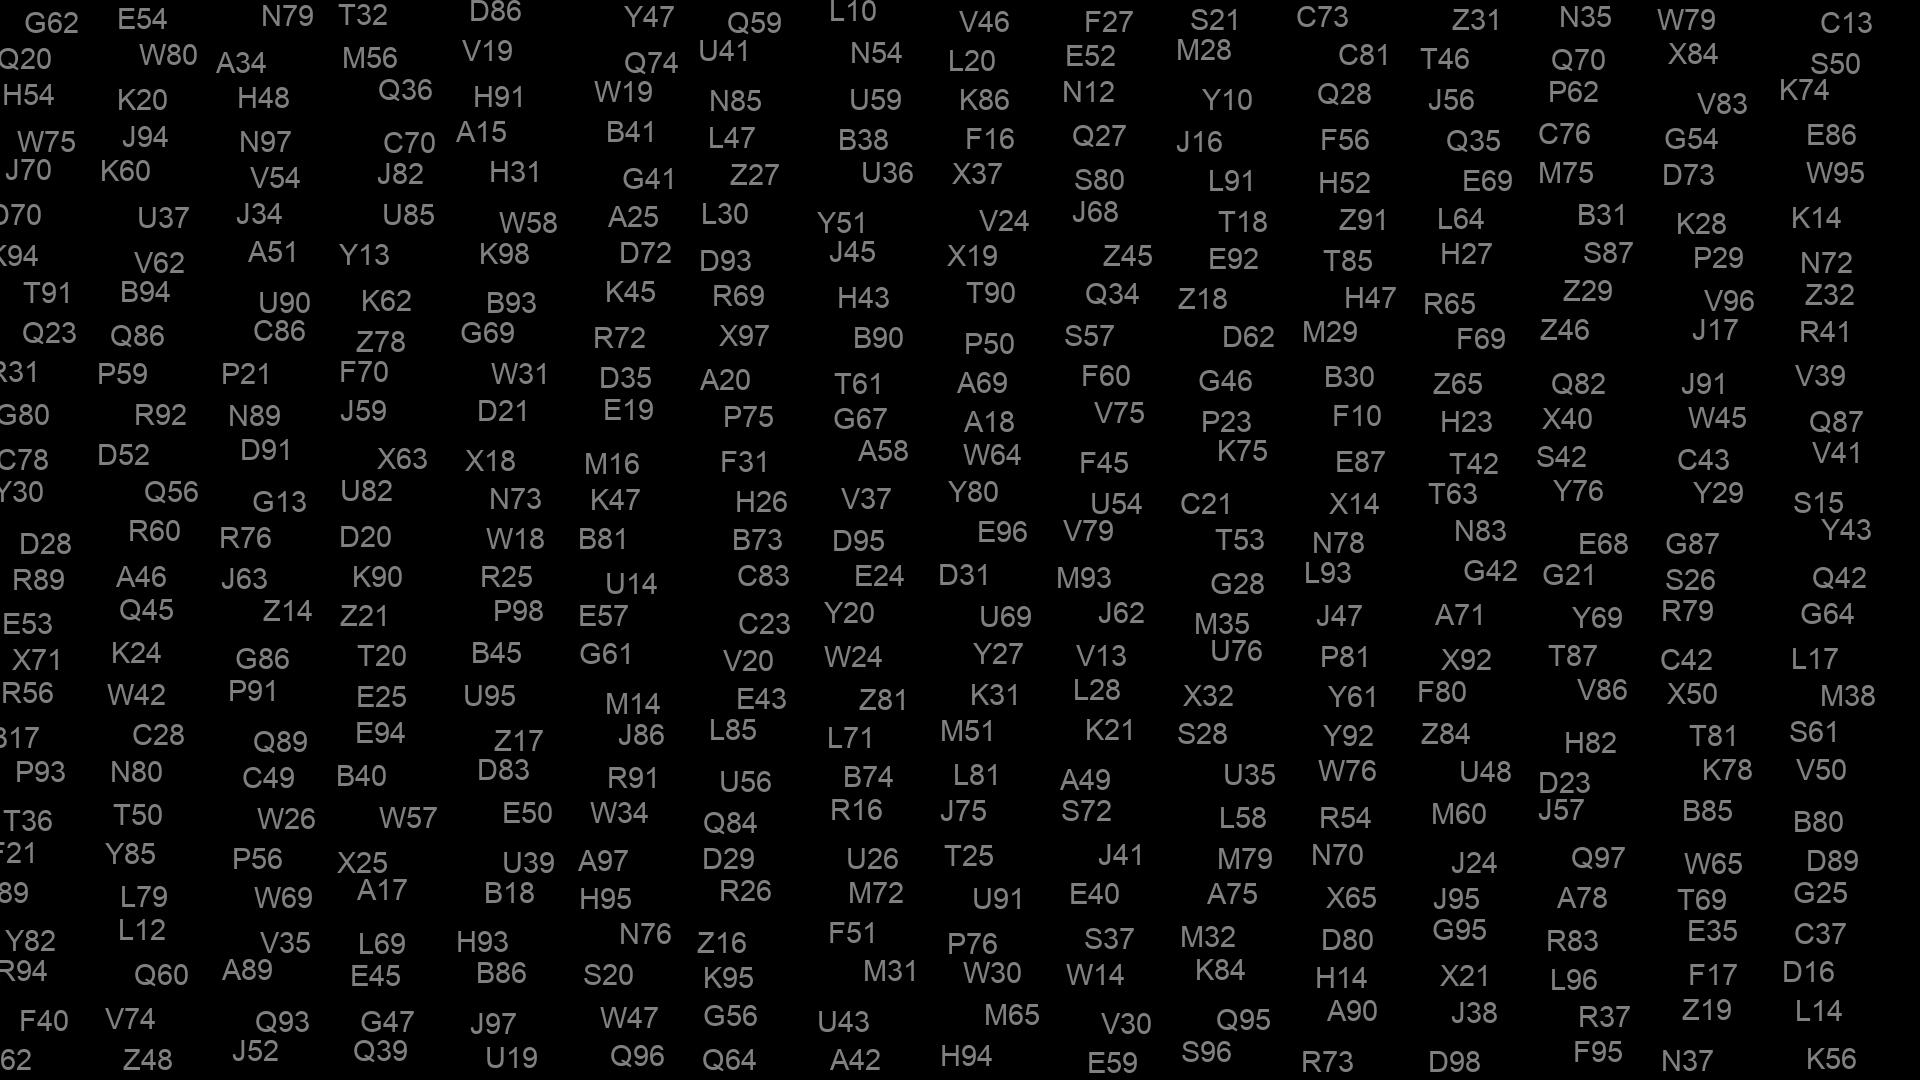 G62 E54 N79 T32 D86 Y47 Q59 L10 V46 F27 S21 C73 Z31 N35 W79 C13
Q20 W80 A34 M56 V19 Q74 U41 N54 L20 E52 M28 C81 T46 Q70 X84 S50
H54 K20 H48 Q36 H91 W19 N85 U59 K86 N12 Y10 Q28 J56 P62 V83 K74
W75 J94 N97 C70 A15 B41 L47 B38 F16 Q27 J16 F56 Q35 C76 G54 E86
J70 K60 V54 J82 H31 G41 Z27 U36 X37 S80 L91 H52 E69 M75 D73 W95
D70 U37 J34 U85 W58 A25 L30 Y51 V24 J68 T18 Z91 L64 B31 K28 K14
K94 V62 A51 Y13 K98 D72 D93 J45 X19 Z45 E92 T85 H27 S87 P29 N72
T91 B94 U90 K62 B93 K45 R69 H43 T90 Q34 Z18 H47 R65 Z29 V96 Z32
Q23 Q86 C86 Z78 G69 R72 X97 B90 P50 S57 D62 M29 F69 Z46 J17 R41
R31 P59 P21 F70 W31 D35 A20 T61 A69 F60 G46 B30 Z65 Q82 J91 V39
G80 R92 N89 J59 D21 E19 P75 G67 A18 V75 P23 F10 H23 X40 W45 Q87
C78 D52 D91 X63 X18 M16 F31 A58 W64 F45 K75 E87 T42 S42 C43 V41
Y30 Q56 G13 U82 N73 K47 H26 V37 Y80 U54 C21 X14 T63 Y76 Y29 S15
D28 R60 R76 D20 W18 B81 B73 D95 E96 V79 T53 N78 N83 E68 G87 Y43
R89 A46 J63 K90 R25 U14 C83 E24 D31 M93 G28 L93 G42 G21 S26 Q42
E53 Q45 Z14 Z21 P98 E57 C23 Y20 U69 J62 M35 J47 A71 Y69 R79 G64
X71 K24 G86 T20 B45 G61 V20 W24 Y27 V13 U76 P81 X92 T87 C42 L17
R56 W42 P91 E25 U95 M14 E43 Z81 K31 L28 X32 Y61 F80 V86 X50 M38
B17 C28 Q89 E94 Z17 J86 L85 L71 M51 K21 S28 Y92 Z84 H82 T81 S61
P93 N80 C49 B40 D83 R91 U56 B74 L81 A49 U35 W76 U48 D23 K78 V50
T36 T50 W26 W57 E50 W34 Q84 R16 J75 S72 L58 R54 M60 J57 B85 B80
F21 Y85 P56 X25 U39 A97 D29 U26 T25 J41 M79 N70 J24 Q97 W65 D89
89 L79 W69 A17 B18 H95 R26 M72 U91 E40 A75 X65 J95 A78 T69 G25
Y82 L12 V35 L69 H93 N76 Z16 F51 P76 S37 M32 D80 G95 R83 E35 C37
R94 Q60 A89 E45 B86 S20 K95 M31 W30 W14 K84 H14 X21 L96 F17 D16
F40 V74 Q93 G47 J97 W47 G56 U43 M65 V30 Q95 A90 J38 R37 Z19 L14
62 Z48 J52 Q39 U19 Q96 Q64 A42 H94 E59 S96 R73 D98 F95 N37 K56